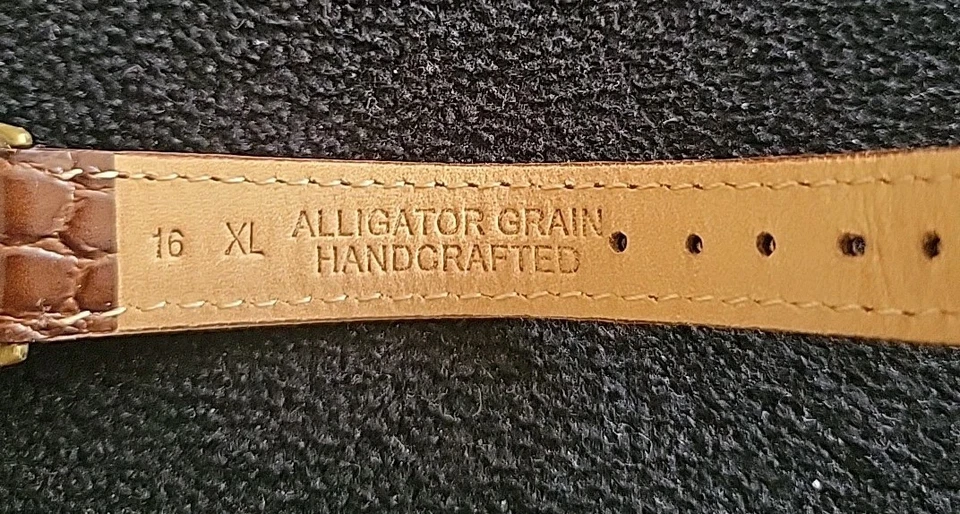 16 XL ALLIGATOR GRAIN
HANDCRAFTED